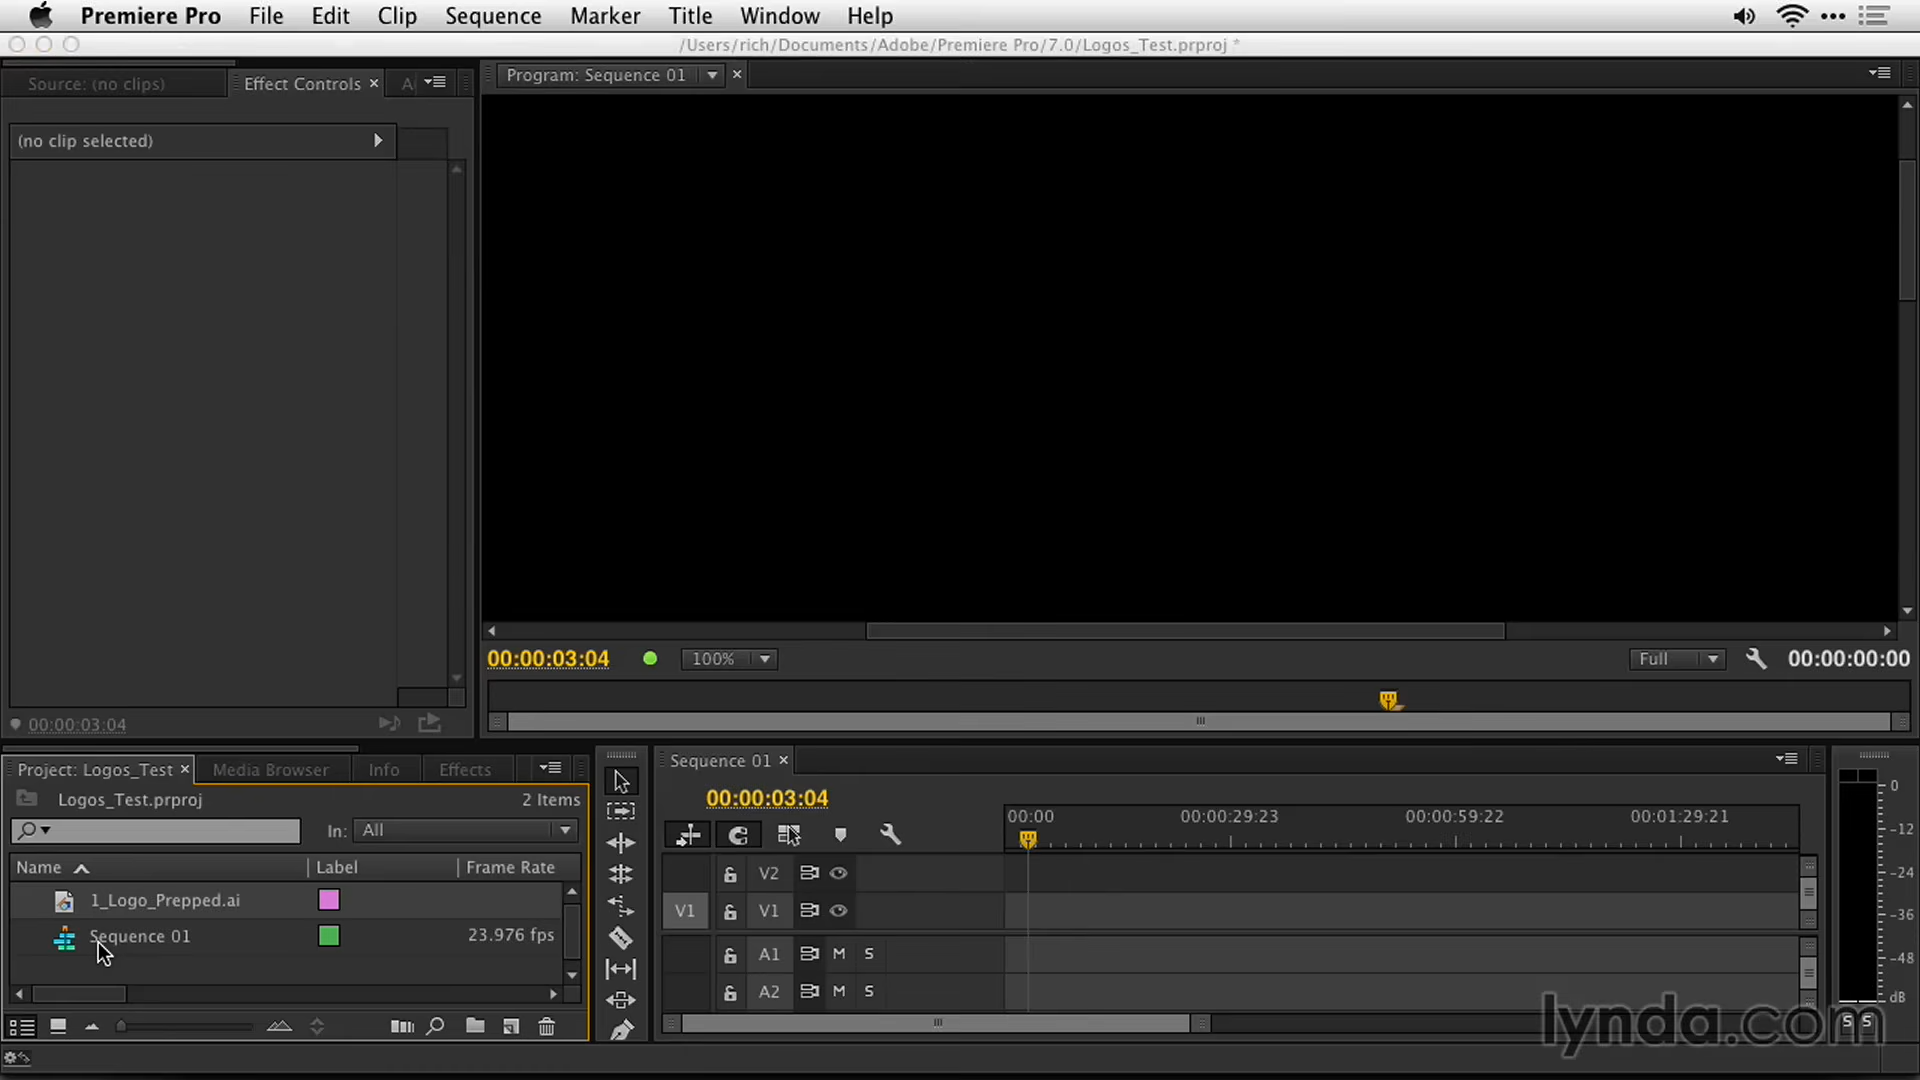 Premiere Pro File Edit Clip Sequence Marker Title Window Help
/Users/rich/Documents/Adobe/Premiere Pro/7.0/Logos_Test.prproj *
Source: (no clips) Effect Controls × A
Program: Sequence 01 ×
(no clip selected)
00:00:03:04 100% Full 00:00:00:00
00:00:03:04
Project: Logos_Test × Media Browser Info Effects
Logos_Test.prproj 2 Items
In: All
Name Label Frame Rate
1_Logo_Prepped.ai
Sequence 01 23.976 fps
Sequence 01 ×
00:00:03:04
00:00 00:00:29:23 00:00:59:22 00:01:29:21
V2
V1 V1
A1 M S
A2 M S
0
-12
-24
-36
-48
dB
S S
lynda.com